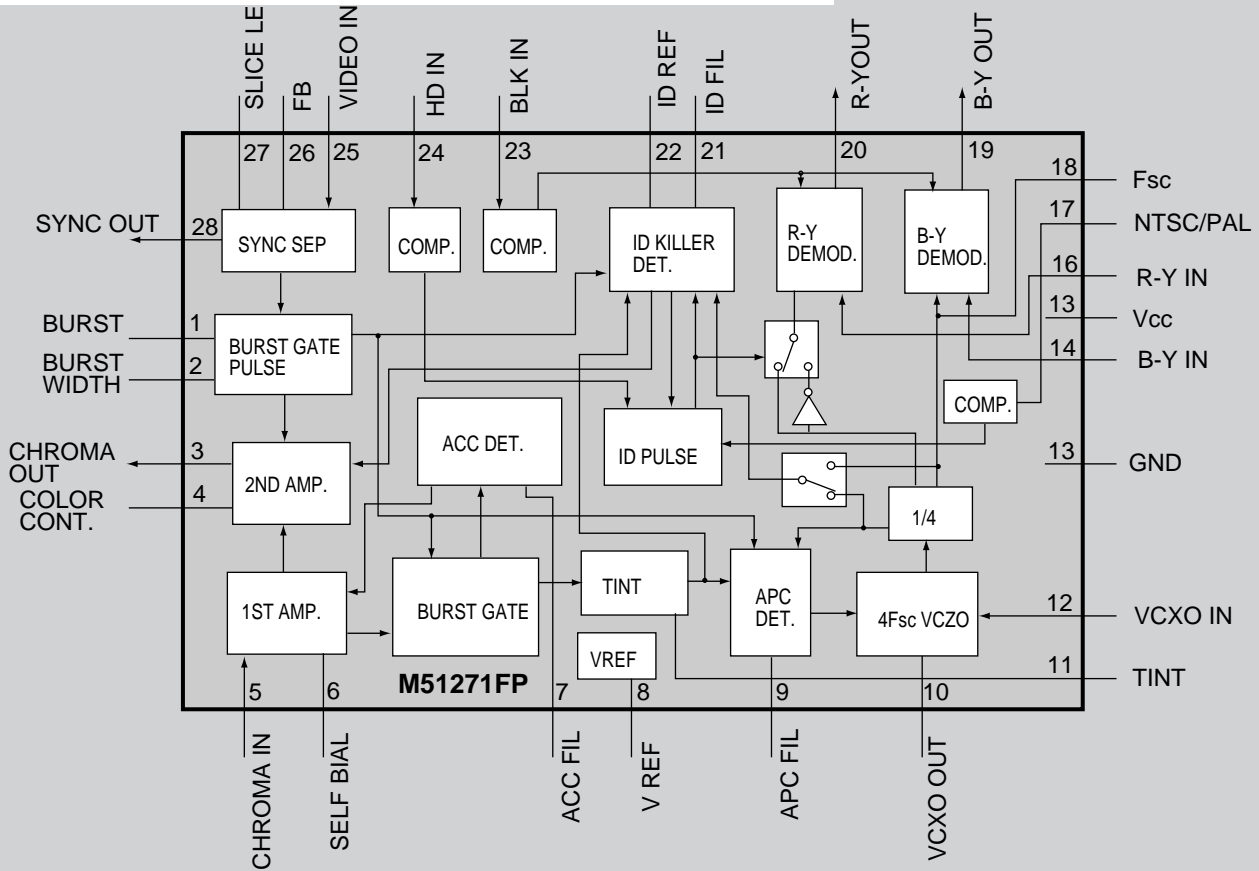 SLICE LE
FB
VIDEO IN
HD IN
BLK IN
ID REF
ID FIL
R-YOUT
B-Y OUT
27
26
25
24
23
22
21
20
19
18
Fsc
17
NTSC/PAL
16
R-Y IN
13
Vcc
14
B-Y IN
13
GND
12
VCXO IN
11
TINT
SYNC OUT
28
BURST
1
BURST
WIDTH
2
CHROMA
OUT
3
COLOR
CONT.
4
SYNC SEP
COMP.
COMP.
ID KILLER
DET.
R-Y
DEMOD.
B-Y
DEMOD.
BURST GATE
PULSE
COMP.
ACC DET.
ID PULSE
2ND AMP.
1/4
1ST AMP.
BURST GATE
TINT
APC
DET.
4Fsc VCZO
VREF
M51271FP
5
6
7
8
9
10
CHROMA IN
SELF BIAL
ACC FIL
V REF
APC FIL
VCXO OUT